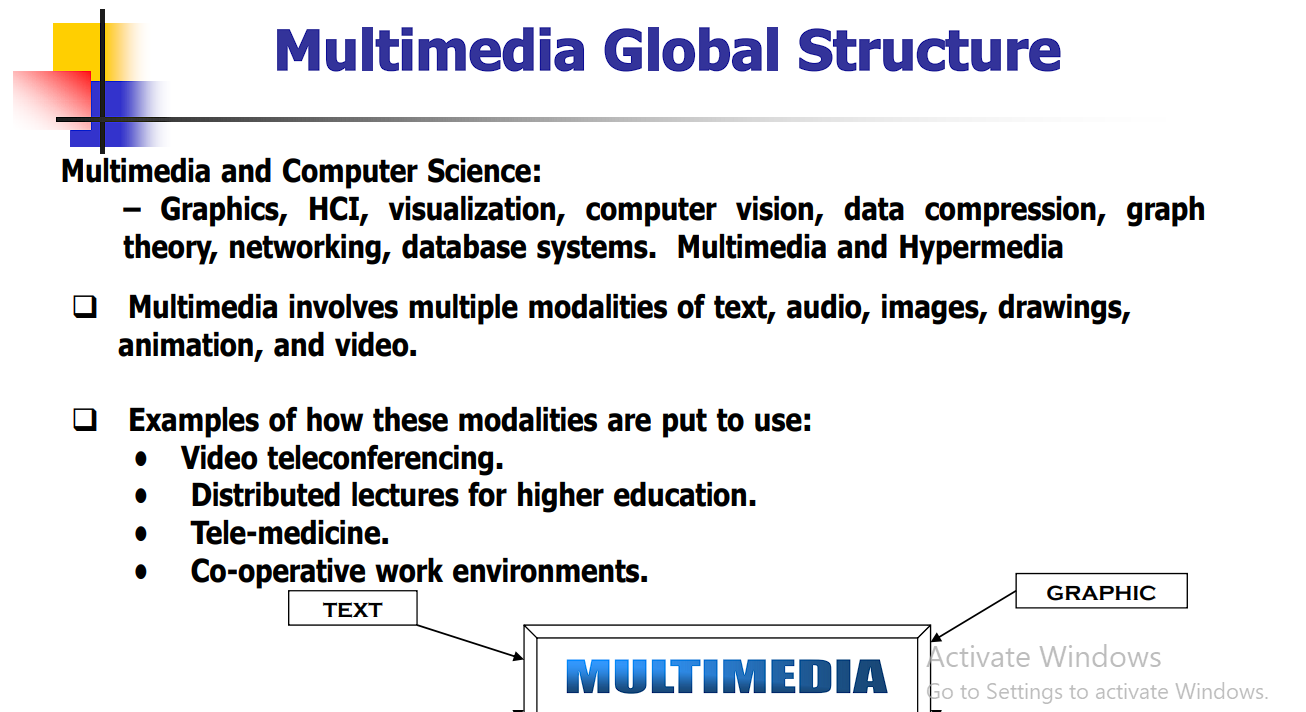 Multimedia Global Structure
Multimedia and Computer Science:
– Graphics, HCI, visualization, computer vision, data compression, graph
theory, networking, database systems. Multimedia and Hypermedia
❑ Multimedia involves multiple modalities of text, audio, images, drawings,
animation, and video.
❑ Examples of how these modalities are put to use:
• Video teleconferencing.
• Distributed lectures for higher education.
• Tele-medicine.
• Co-operative work environments.
TEXT
GRAPHIC
MULTIMEDIA
Activate Windows
Go to Settings to activate Windows.